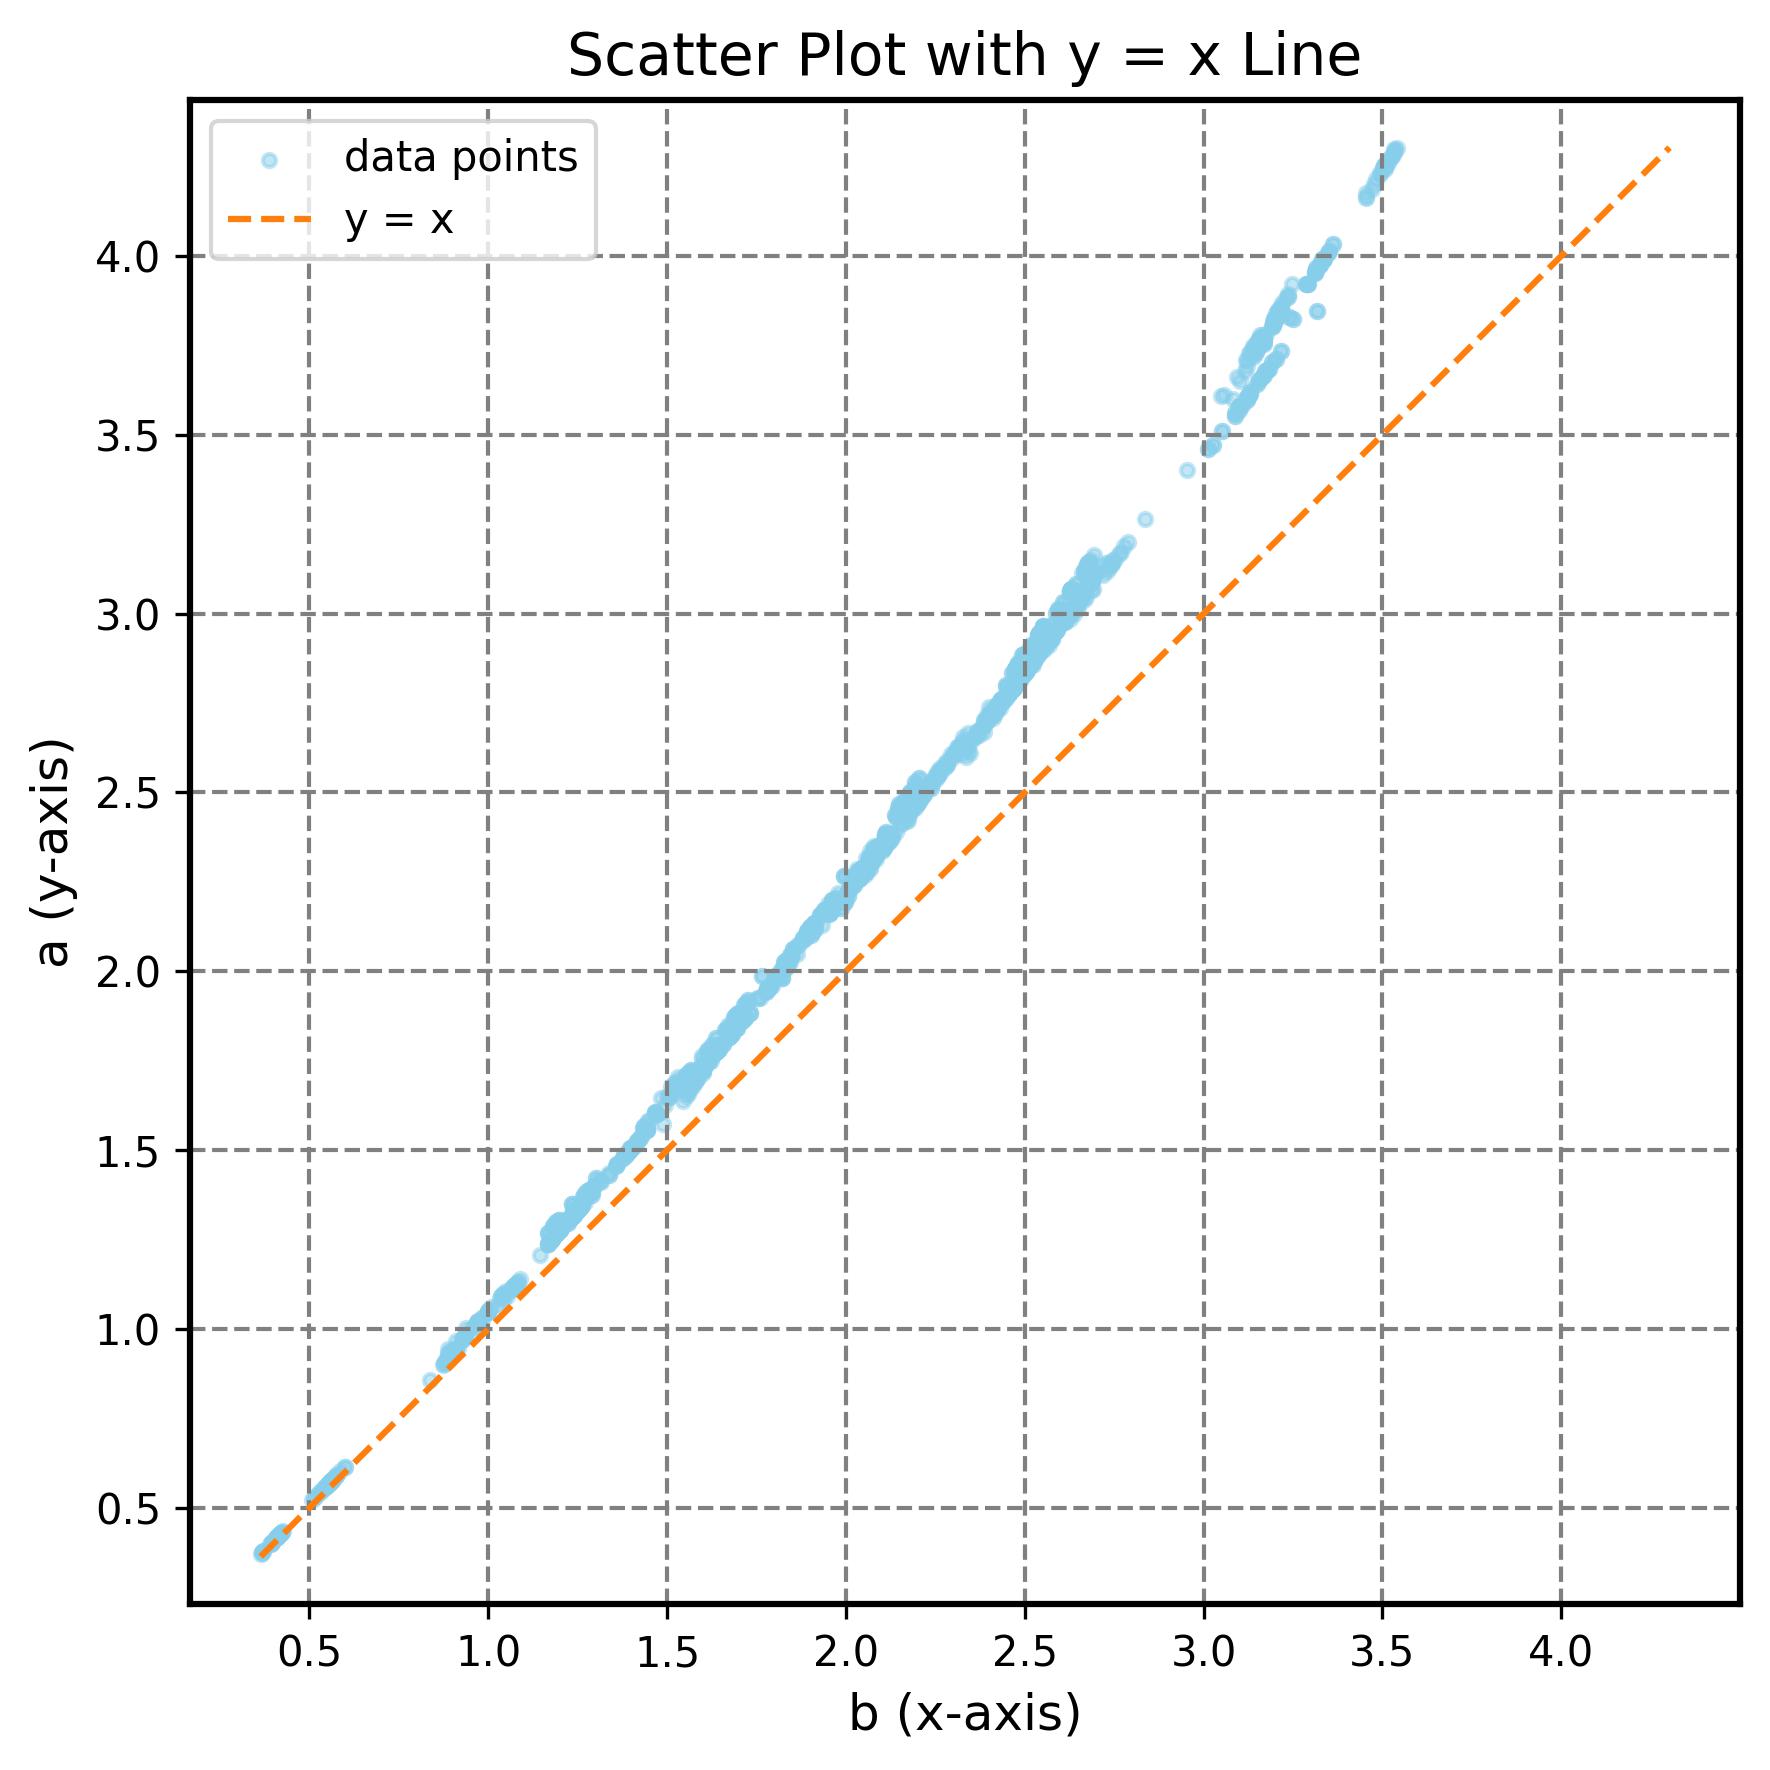 Scatter Plot with y = x Line
data points
y = x
4.0
3.5
3.0
2.5
2.0
1.5
1.0
0.5
a (y-axis)
0.5 1.0 1.5 2.0 2.5 3.0 3.5 4.0
b (x-axis)